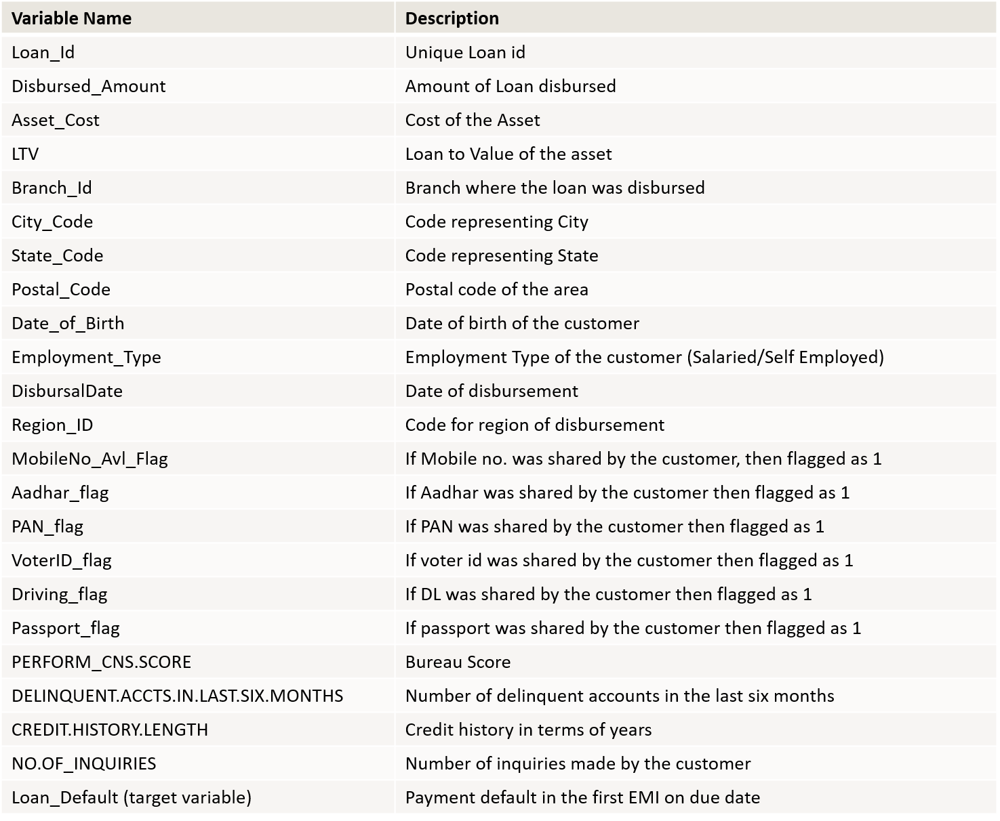 Variable Name Description
Loan_Id Unique Loan id
Disbursed_Amount Amount of Loan disbursed
Asset_Cost Cost of the Asset
LTV Loan to Value of the asset
Branch_Id Branch where the loan was disbursed
City_Code Code representing City
State_Code Code representing State
Postal_Code Postal code of the area
Date_of_Birth Date of birth of the customer
Employment_Type Employment Type of the customer (Salaried/Self Employed)
DisbursalDate Date of disbursement
Region_ID Code for region of disbursement
MobileNo_Avl_Flag If Mobile no. was shared by the customer, then flagged as 1
Aadhar_flag If Aadhar was shared by the customer then flagged as 1
PAN_flag If PAN was shared by the customer then flagged as 1
VoterID_flag If voter id was shared by the customer then flagged as 1
Driving_flag If DL was shared by the customer then flagged as 1
Passport_flag If passport was shared by the customer then flagged as 1
PERFORM_CNS.SCORE Bureau Score
DELINQUENT.ACCTS.IN.LAST.SIX.MONTHS Number of delinquent accounts in the last six months
CREDIT.HISTORY.LENGTH Credit history in terms of years
NO.OF_INQUIRIES Number of inquiries made by the customer
Loan_Default (target variable) Payment default in the first EMI on due date